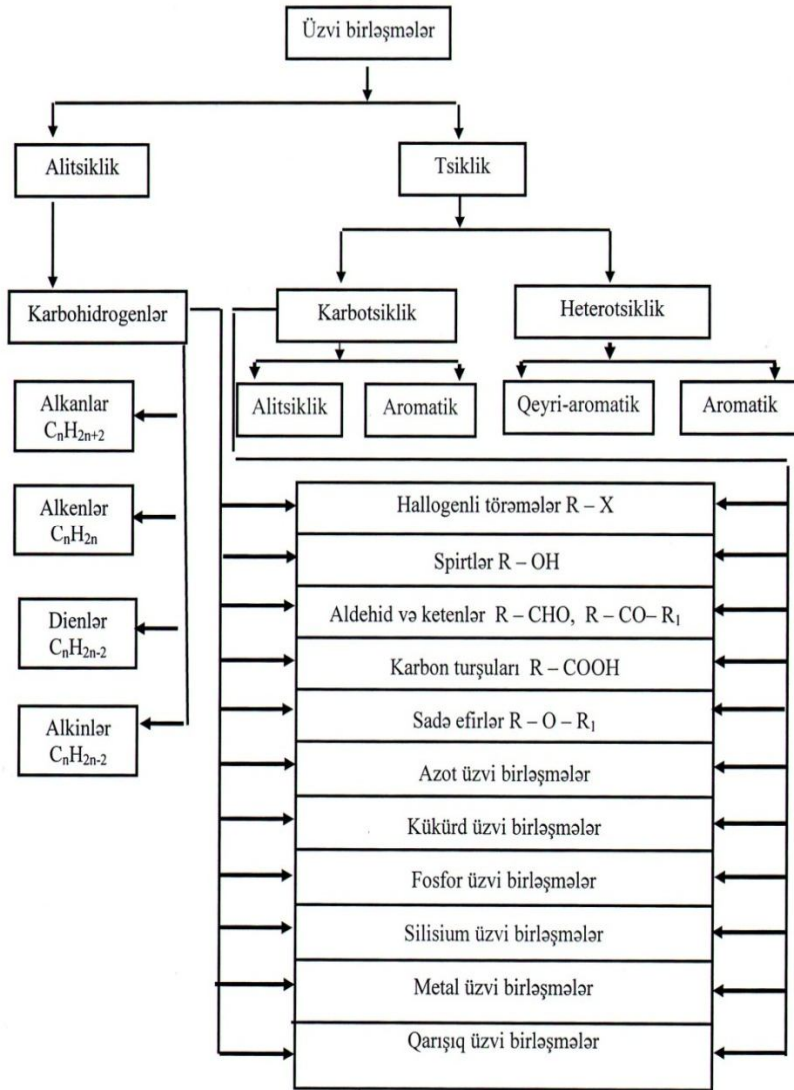 Üzvi birləşmələr
Alitsiklik
Tsiklik
Karbohidrogenlər
Karbotsiklik
Heterotsiklik
Alitsiklik
Aromatik
Qeyri-aromatik
Aromatik
Alkanlar
CₙH₂ₙ₊₂
Alkenlər
CₙH₂ₙ
Dienlər
CₙH₂ₙ₋₂
Alkinlər
CₙH₂ₙ₋₂
Hallogenli törəmələr R – X
Spirtlər R – OH
Aldehid və ketenlər R – CHO, R – CO– R₁
Karbon turşuları R – COOH
Sadə efirlər R – O – R₁
Azot üzvi birləşmələr
Kükürd üzvi birləşmələr
Fosfor üzvi birləşmələr
Silisium üzvi birləşmələr
Metal üzvi birləşmələr
Qarışıq üzvi birləşmələr